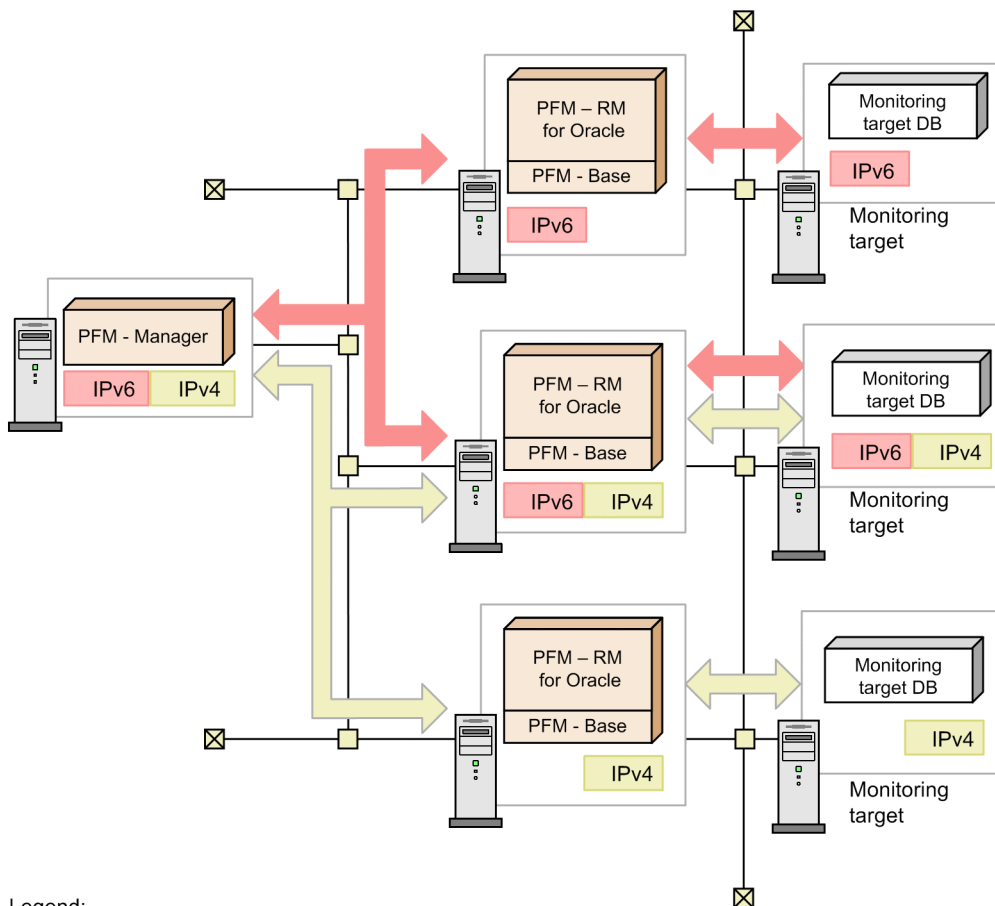 PFM – RM
for Oracle
PFM - Base
IPv6
Monitoring
target DB
IPv6
Monitoring
target
PFM - Manager
IPv6
IPv4
PFM – RM
for Oracle
PFM - Base
IPv6
IPv4
Monitoring
target DB
IPv6
IPv4
Monitoring
target
PFM – RM
for Oracle
PFM - Base
IPv4
Monitoring
target DB
IPv4
Monitoring
target
Legend: